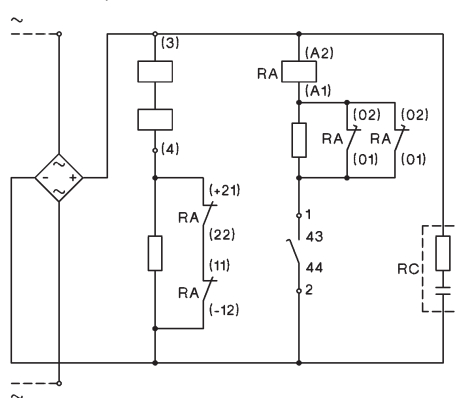 ~
(3)
(A2)
RA
(A1)
(02) (02)
RA RA
(01) (01)
(4)
~
- +
~
(+21)
RA
(22)
1
43
(11)
44
RC
RA
2
(-12)
~